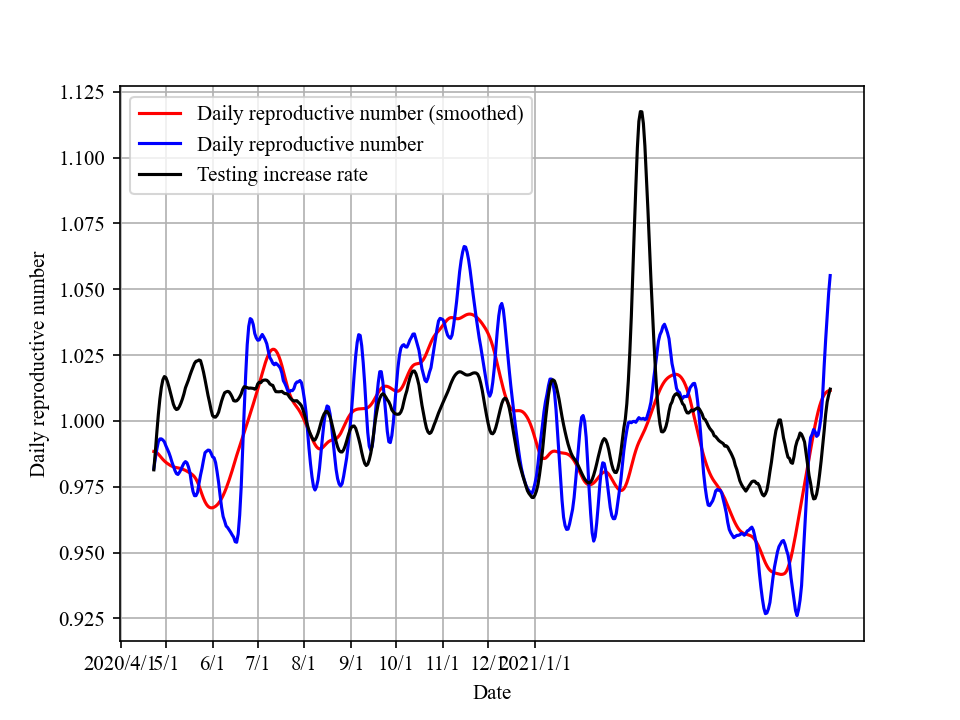 Daily reproductive number (smoothed)
Daily reproductive number
Testing increase rate
1.125
1.100
1.075
1.050
1.025
1.000
0.975
0.950
0.925
Daily reproductive number
2020/4/1 5/1 6/1 7/1 8/1 9/1 10/1 11/1 12/1 2021/1/1
Date